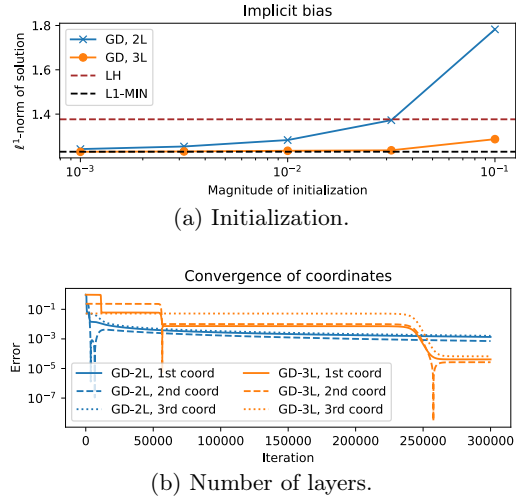 Implicit bias
1.8
1.6
1.4
ℓ¹-norm of solution
GD, 2L
GD, 3L
LH
L1-MIN
10⁻³ 10⁻² 10⁻¹
Magnitude of initialization
(a) Initialization.
Convergence of coordinates
10⁻¹
10⁻³
10⁻⁵
10⁻⁷
Error
GD-2L, 1st coord GD-3L, 1st coord
GD-2L, 2nd coord GD-3L, 2nd coord
GD-2L, 3rd coord GD-3L, 3rd coord
0 50000 100000 150000 200000 250000 300000
Iteration
(b) Number of layers.